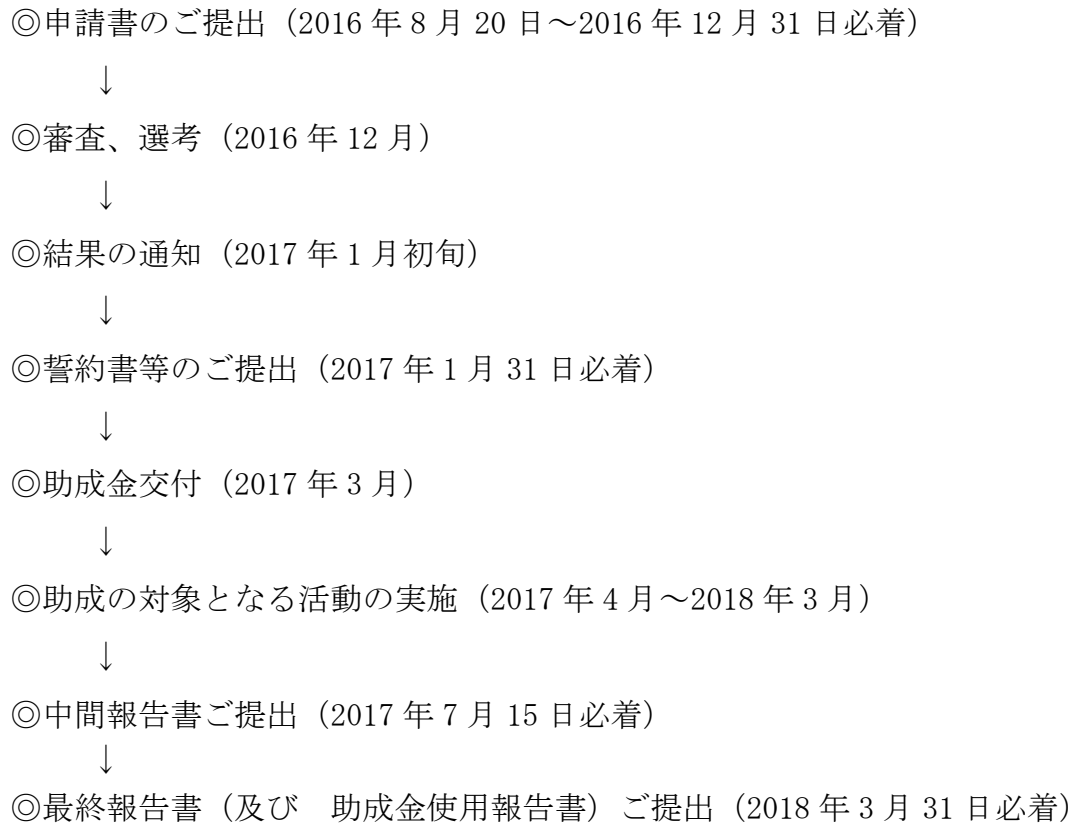 ◎申請書のご提出（2016 年 8 月 20 日～2016 年 12 月 31 日必着）
↓
◎審査、選考（2016 年 12 月）
↓
◎結果の通知（2017 年 1 月初旬）
↓
◎誓約書等のご提出（2017 年 1 月 31 日必着）
↓
◎助成金交付（2017 年 3 月）
↓
◎助成の対象となる活動の実施（2017 年 4 月～2018 年 3 月）
↓
◎中間報告書ご提出（2017 年 7 月 15 日必着）
↓
◎最終報告書（及び　助成金使用報告書）ご提出（2018 年 3 月 31 日必着）